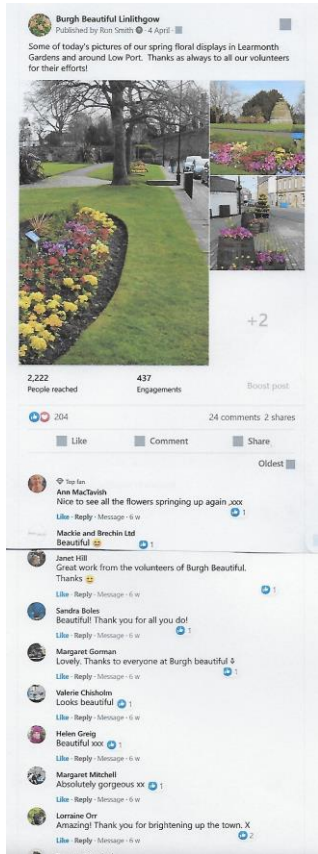 Burgh Beautiful Linlithgow
Published by Ron Smith · 4 April ·
Some of today's pictures of our spring floral displays in Learmonth
Gardens and around Low Port. Thanks as always to all our volunteers
for their efforts!
+2
2,222
People reached
437
Engagements
Boost post
204
24 comments 2 shares
Like
Comment
Share
Oldest
Top fan
Ann MacTavish
Nice to see all the flowers springing up again ,xxx
1
Like · Reply · Message · 6 w
Mackie and Brechin Ltd
Beautiful 😊 1
Janet Hill
Great work from the volunteers of Burgh Beautiful.
Thanks 😊
1
Like · Reply · Message · 6 w
Sandra Boles
Beautiful! Thank you for all you do!
1
Like · Reply · Message · 6 w
Margaret Gorman
Lovely. Thanks to everyone at Burgh beautiful
1
Like · Reply · Message · 6 w
Valerie Chisholm
Looks beautiful 1
Like · Reply · Message · 6 w
Helen Greig
Beautiful xxx 1
Like · Reply · Message · 6 w
Margaret Mitchell
Absolutely gorgeous xx 1
Like · Reply · Message · 6 w
Lorraine Orr
Amazing! Thank you for brightening up the town. X
2
Like · Reply · Message · 6 w